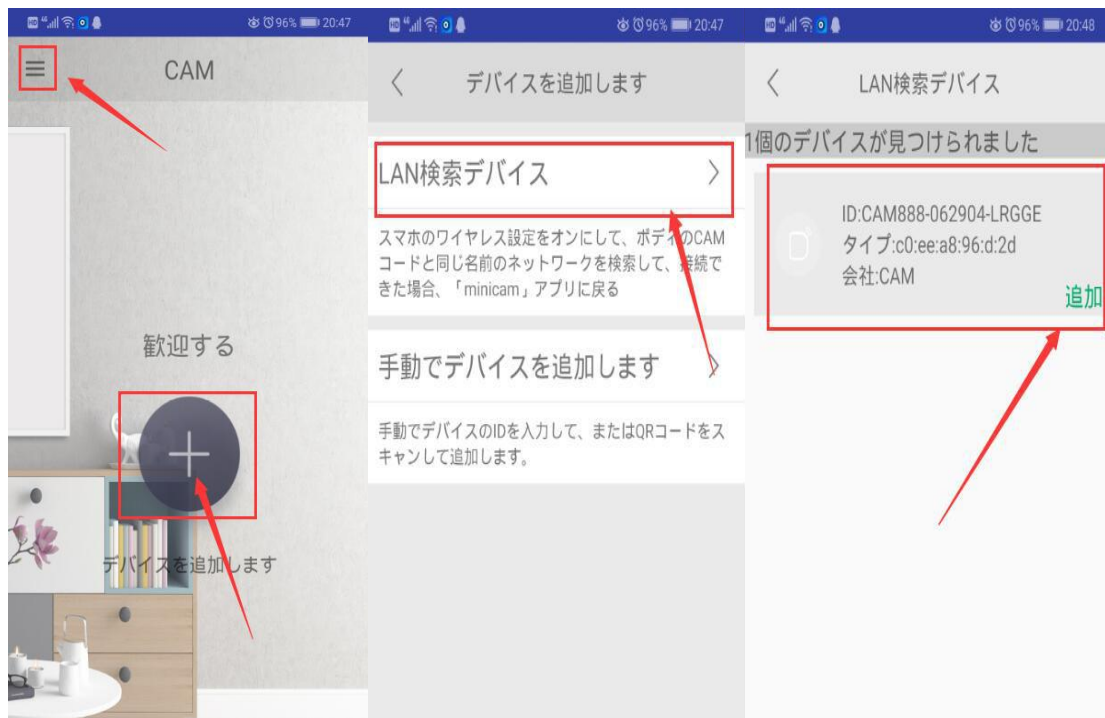 96% 20:47
CAM
歓迎する
デバイスを追加します
96% 20:47
デバイスを追加します
LAN検索デバイス
スマホのワイヤレス設定をオンにして、ボディのCAM
コードと同じ名前のネットワークを検索して、接続で
きた場合、「minicam」アプリに戻る
手動でデバイスを追加します
手動でデバイスのIDを入力して、またはQRコードをス
キャンして追加します。
96% 20:48
LAN検索デバイス
1個のデバイスが見つけられました
ID:CAM888-062904-LRGGE
タイプ:c0:ee:a8:96:d:2d
会社:CAM
追加